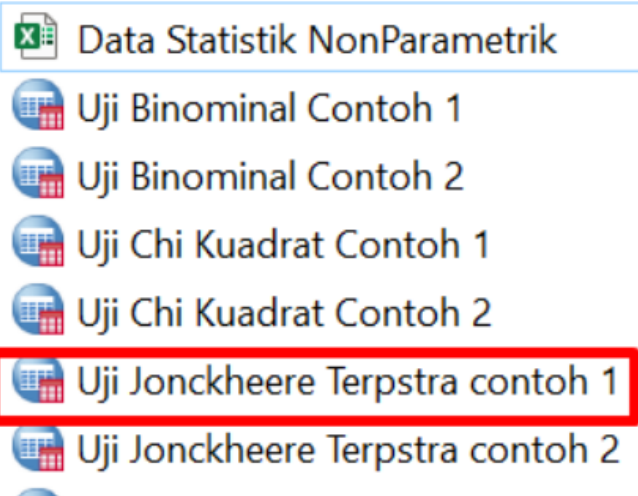 Data Statistik NonParametrik
Uji Binominal Contoh 1
Uji Binominal Contoh 2
Uji Chi Kuadrat Contoh 1
Uji Chi Kuadrat Contoh 2
Uji Jonckheere Terpstra contoh 1
Uji Jonckheere Terpstra contoh 2